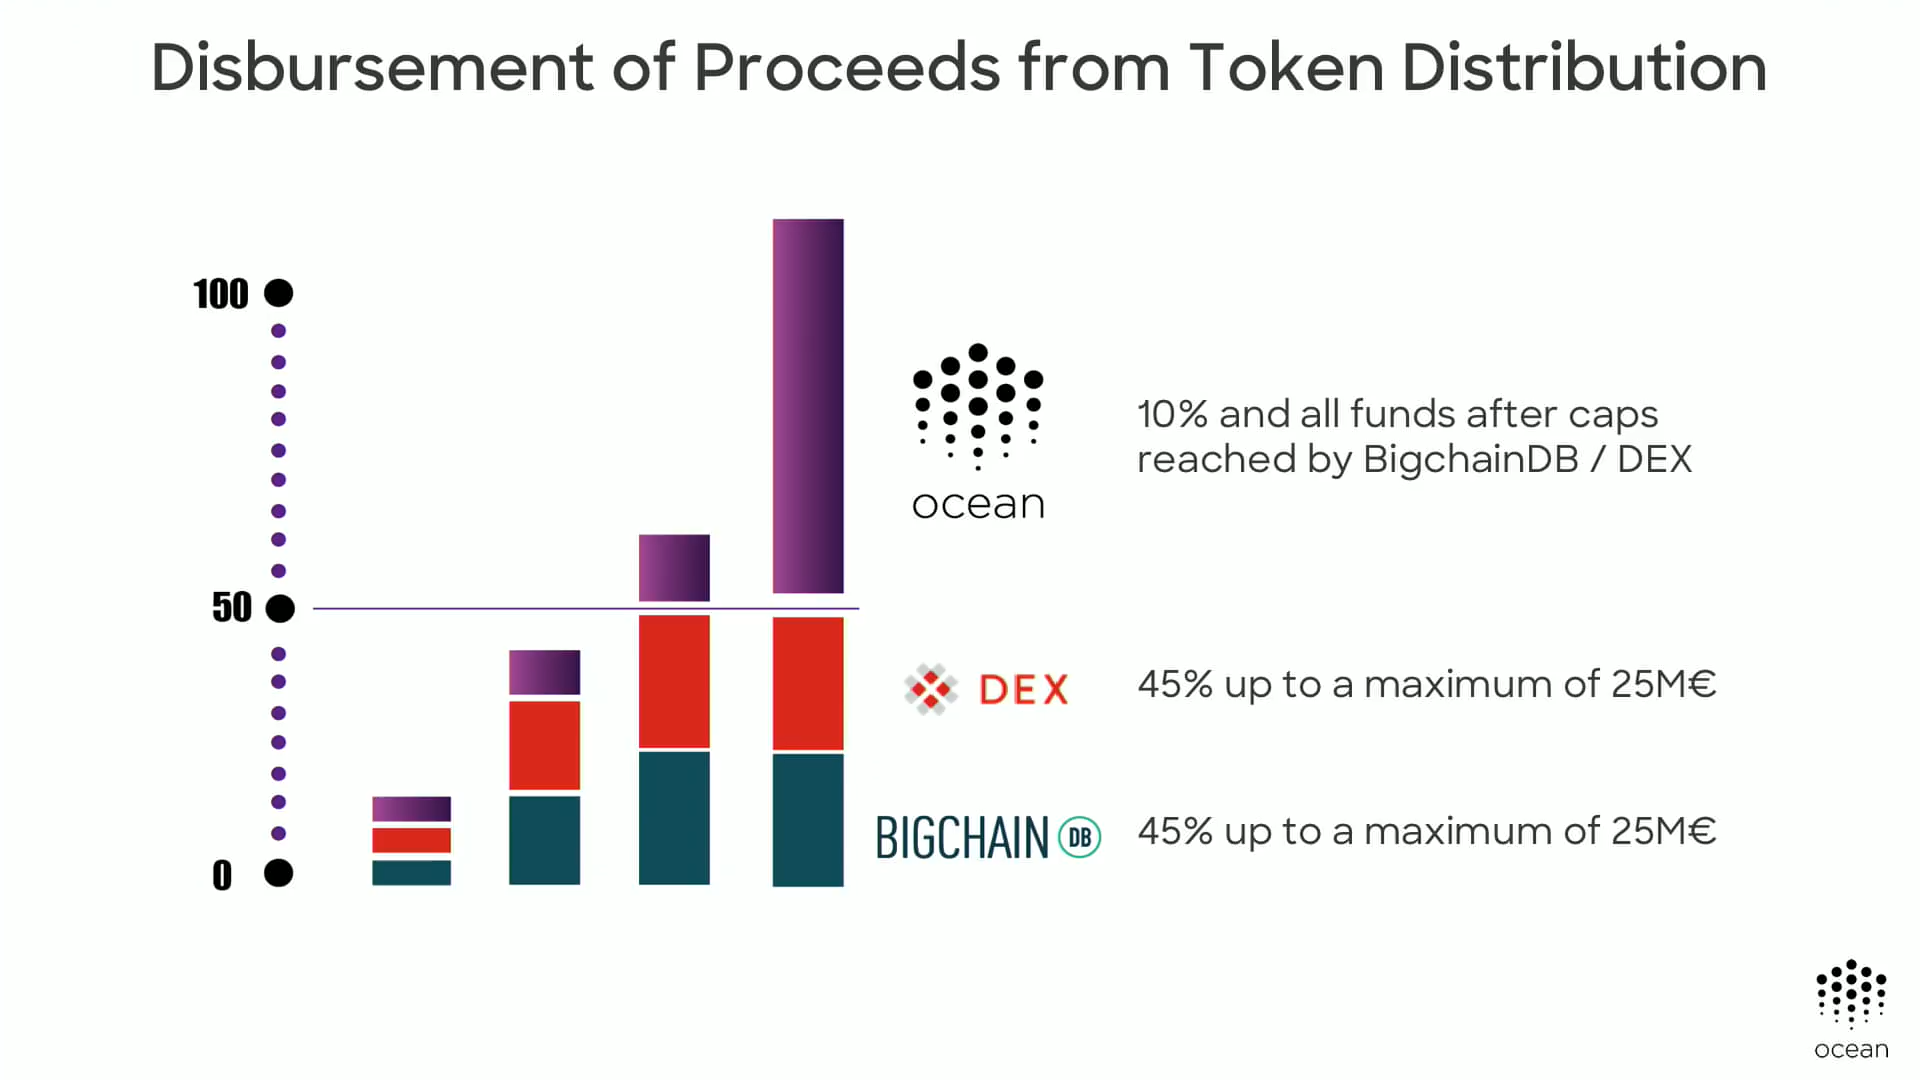 Disbursement of Proceeds from Token Distribution
100
50
0
ocean
10% and all funds after caps
reached by BigchainDB / DEX
DEX
45% up to a maximum of 25M€
BIGCHAIN DB
45% up to a maximum of 25M€
ocean